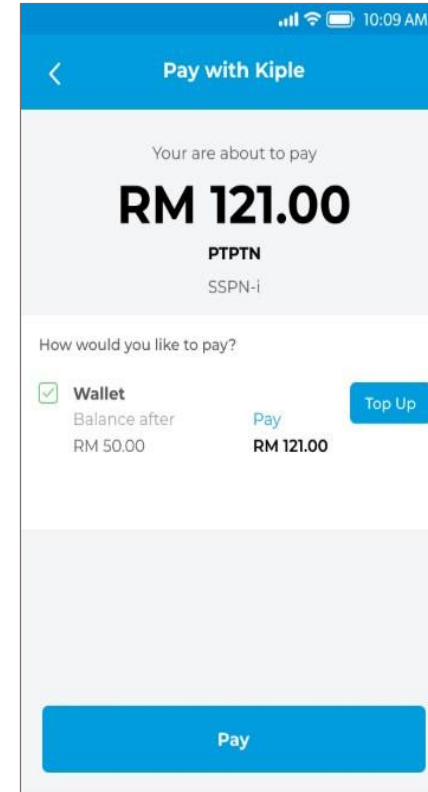 10:09 AM
Pay with Kiple
Your are about to pay
RM 121.00
PTPTN
SSPN-i
How would you like to pay?
Wallet
Top Up
Balance after Pay
RM 50.00 RM 121.00
Pay